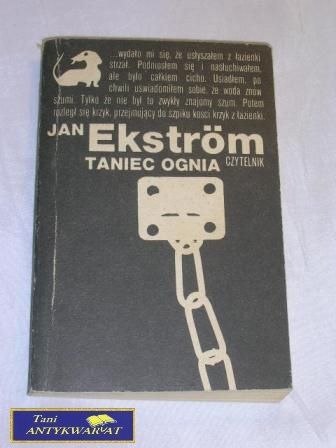 ...wydało mi się, że usłyszałem z łazienki
strzał. Podniosłem się i nasłuchiwałem,
ale było całkiem cicho. Usiadłem, po
chwili uświadomiłem sobie, że woda znów
szumi. Tylko że nie był to zwykły znajomy szum. Potem
rozległ się krzyk, przejmujący do szpiku kości krzyk z łazienki.
JAN Ekström
TANIEC OGNIA CZYTELNIK
Tani
ANTYKWARYAT